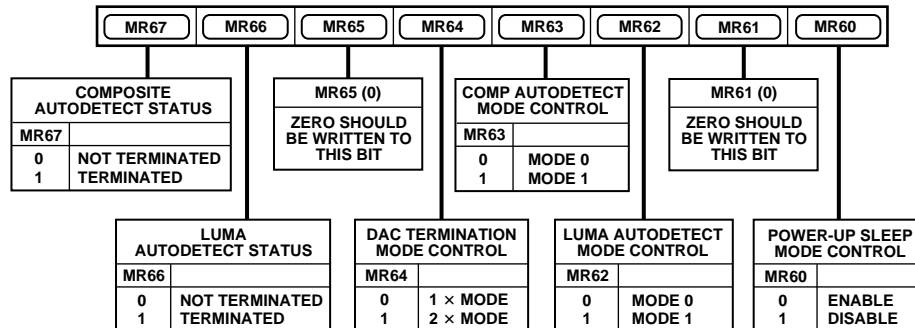 MR67 MR66 MR65 MR64 MR63 MR62 MR61 MR60
COMPOSITE
AUTODETECT STATUS
MR67
0 NOT TERMINATED
1 TERMINATED
MR65 (0)
ZERO SHOULD
BE WRITTEN TO
THIS BIT
COMP AUTODETECT
MODE CONTROL
MR63
0 MODE 0
1 MODE 1
MR61 (0)
ZERO SHOULD
BE WRITTEN TO
THIS BIT
LUMA
AUTODETECT STATUS
MR66
0 NOT TERMINATED
1 TERMINATED
DAC TERMINATION
MODE CONTROL
MR64
0 1 × MODE
1 2 × MODE
LUMA AUTODETECT
MODE CONTROL
MR62
0 MODE 0
1 MODE 1
POWER-UP SLEEP
MODE CONTROL
MR60
0 ENABLE
1 DISABLE